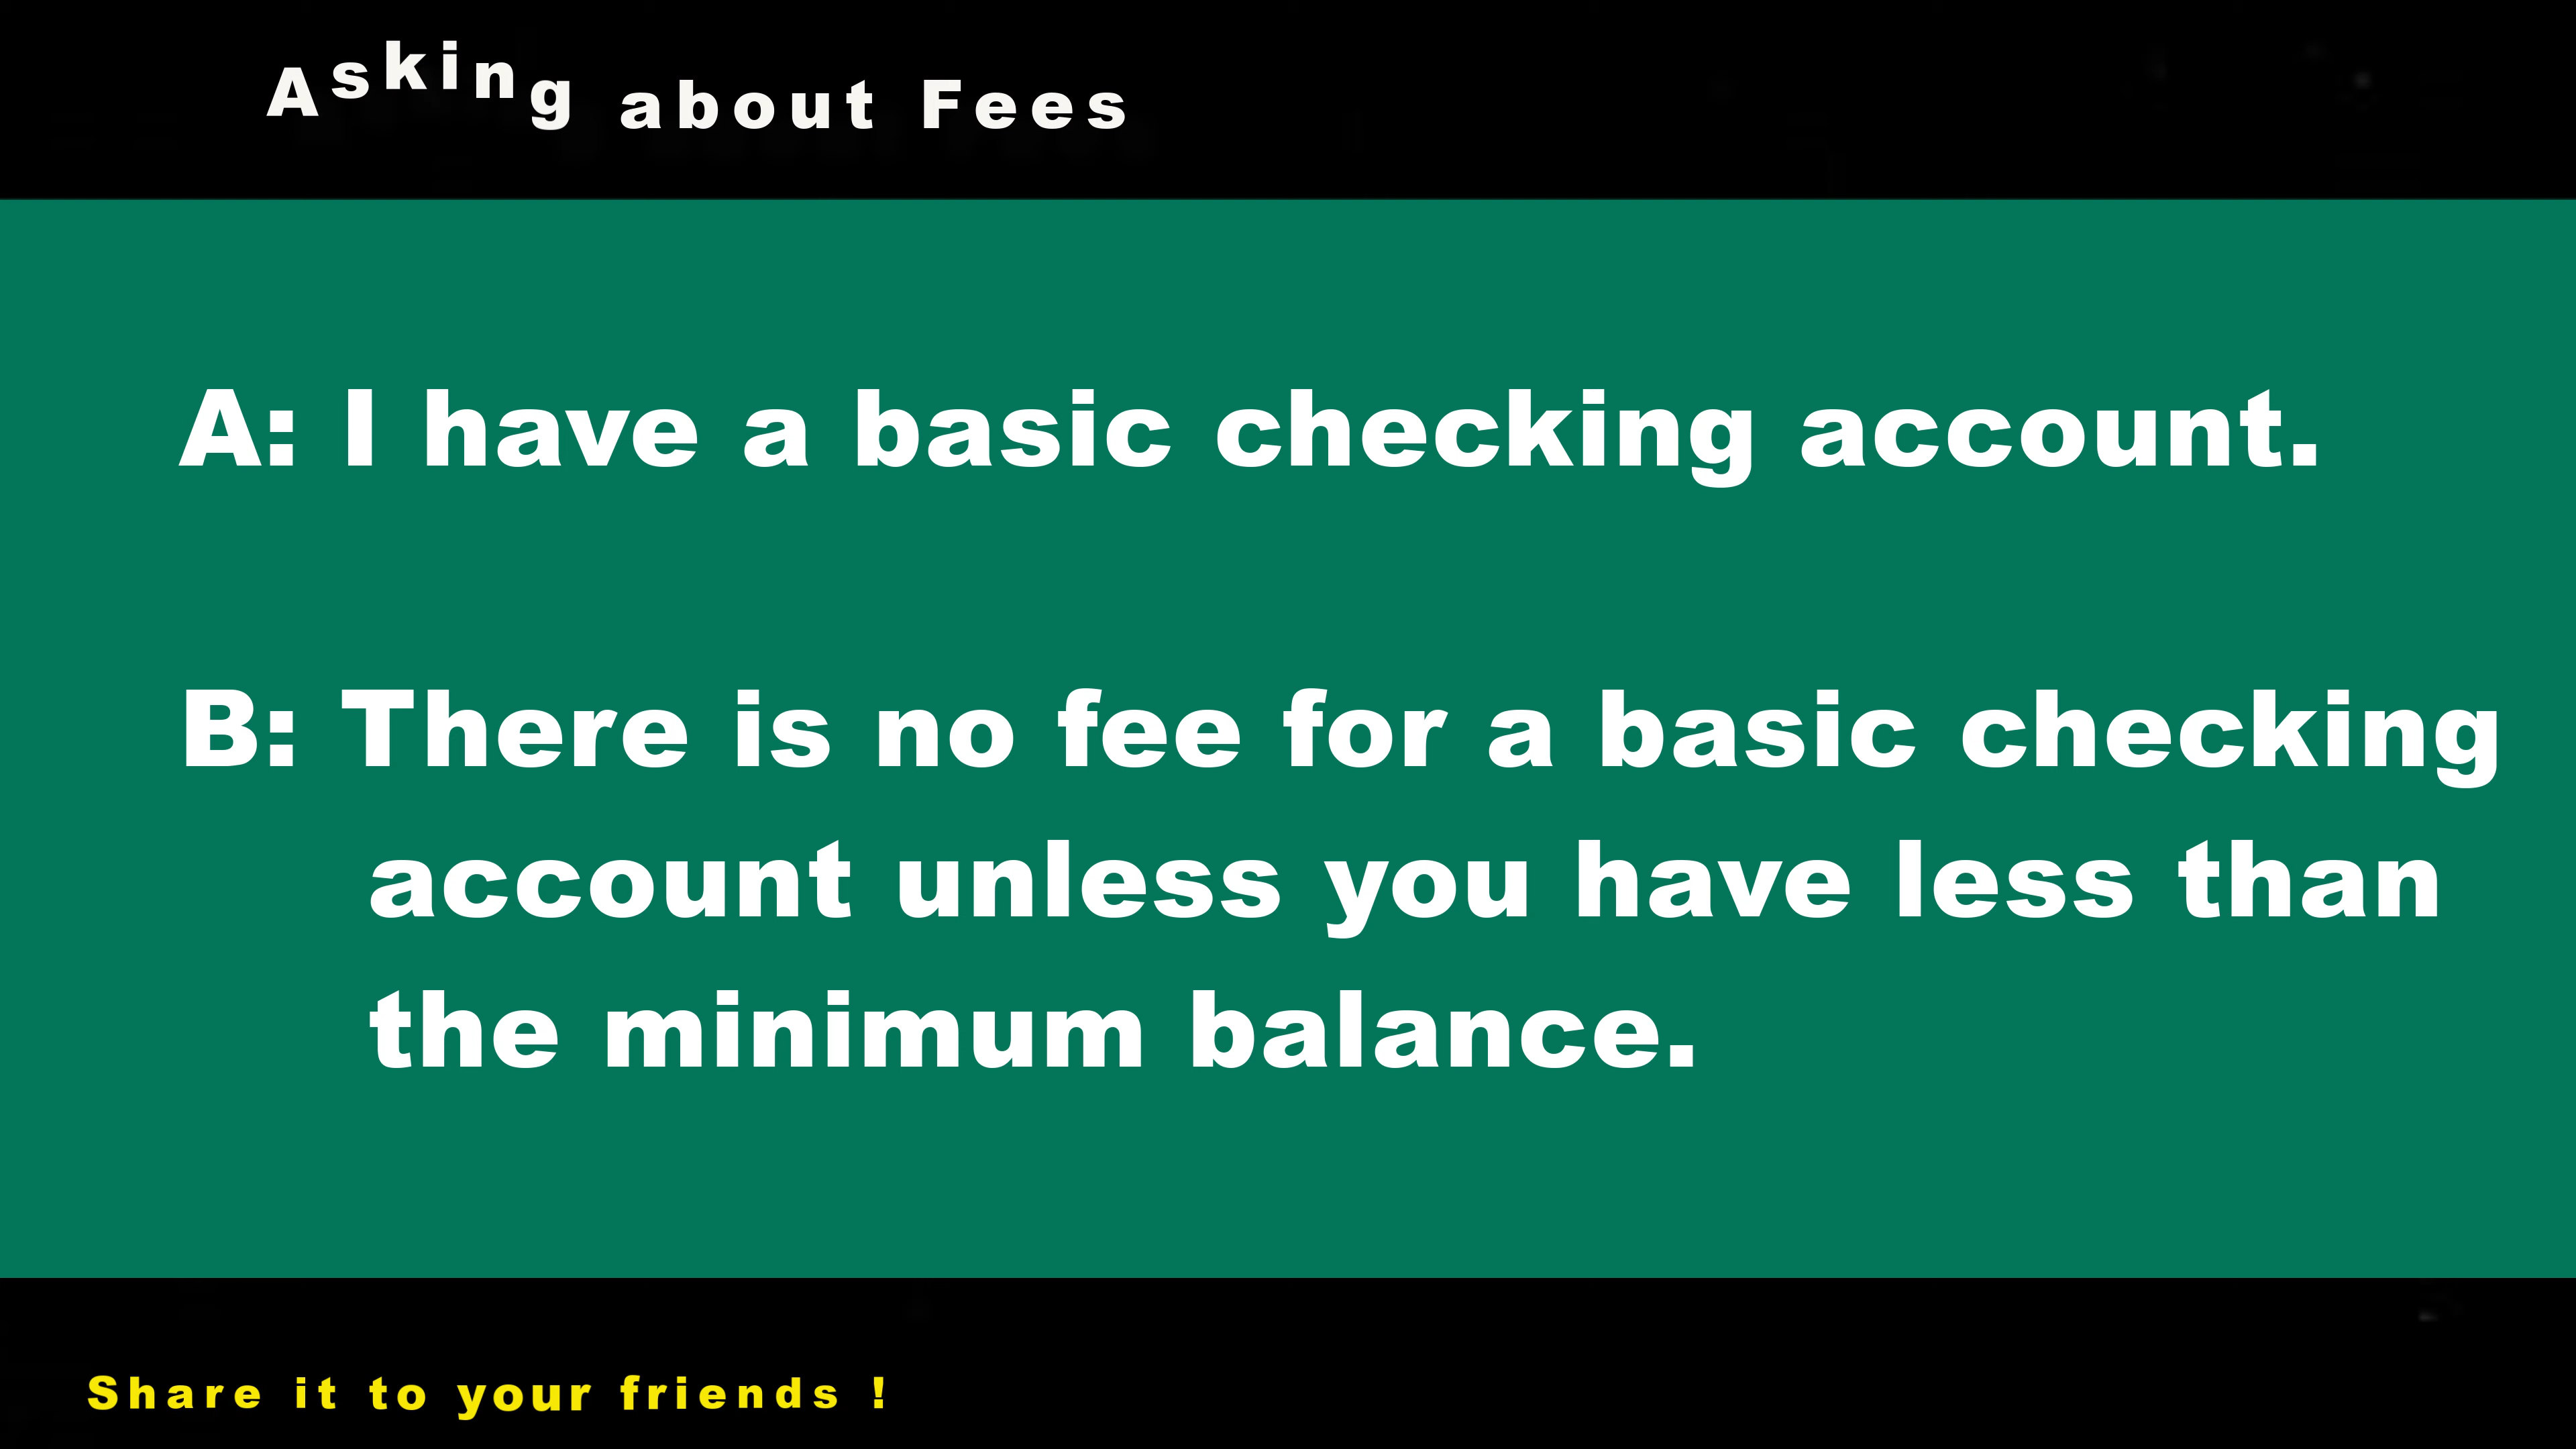 Asking about Fees
A: I have a basic checking account.
B: There is no fee for a basic checking
account unless you have less than
the minimum balance.
Share it to your friends !